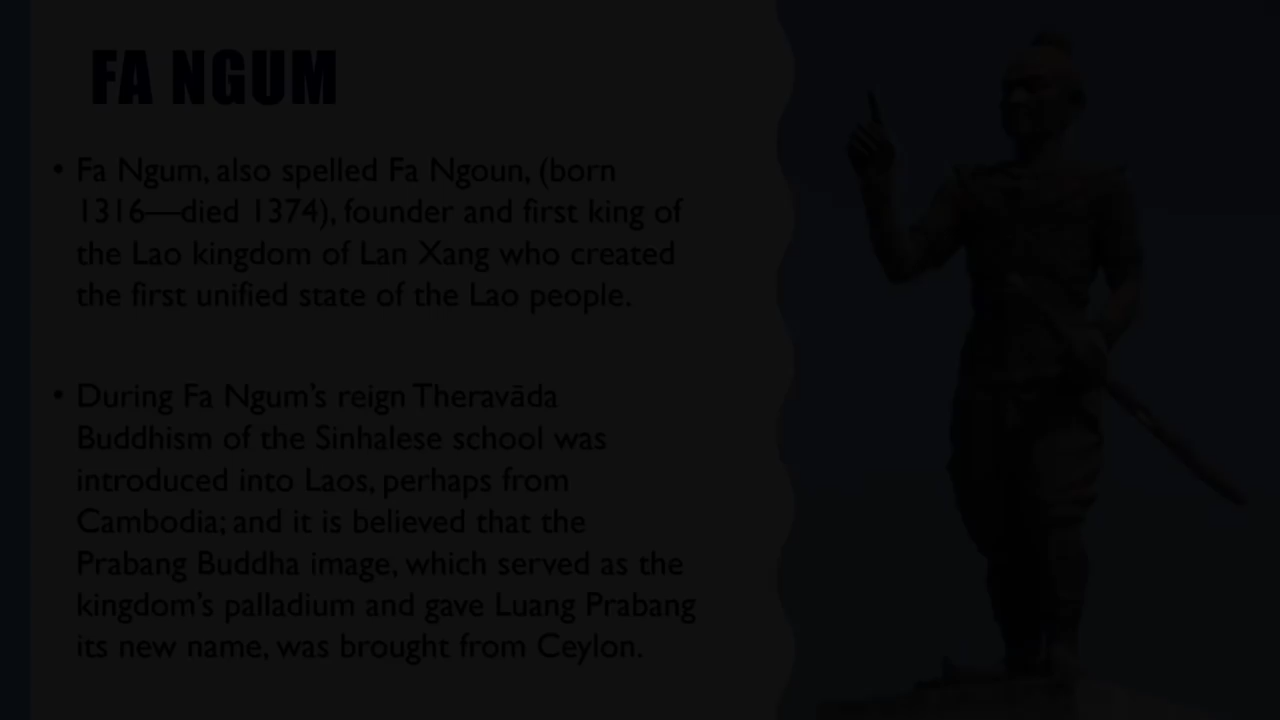 FA NGUM
• Fa Ngum, also spelled Fa Ngoun, (born
1316—died 1374), founder and first king of
the Lao kingdom of Lan Xang who created
the first unified state of the Lao people.
• During Fa Ngum’s reign Theravāda
Buddhism of the Sinhalese school was
introduced into Laos, perhaps from
Cambodia; and it is believed that the
Prabang Buddha image, which served as the
kingdom’s palladium and gave Luang Prabang
its new name, was brought from Ceylon.